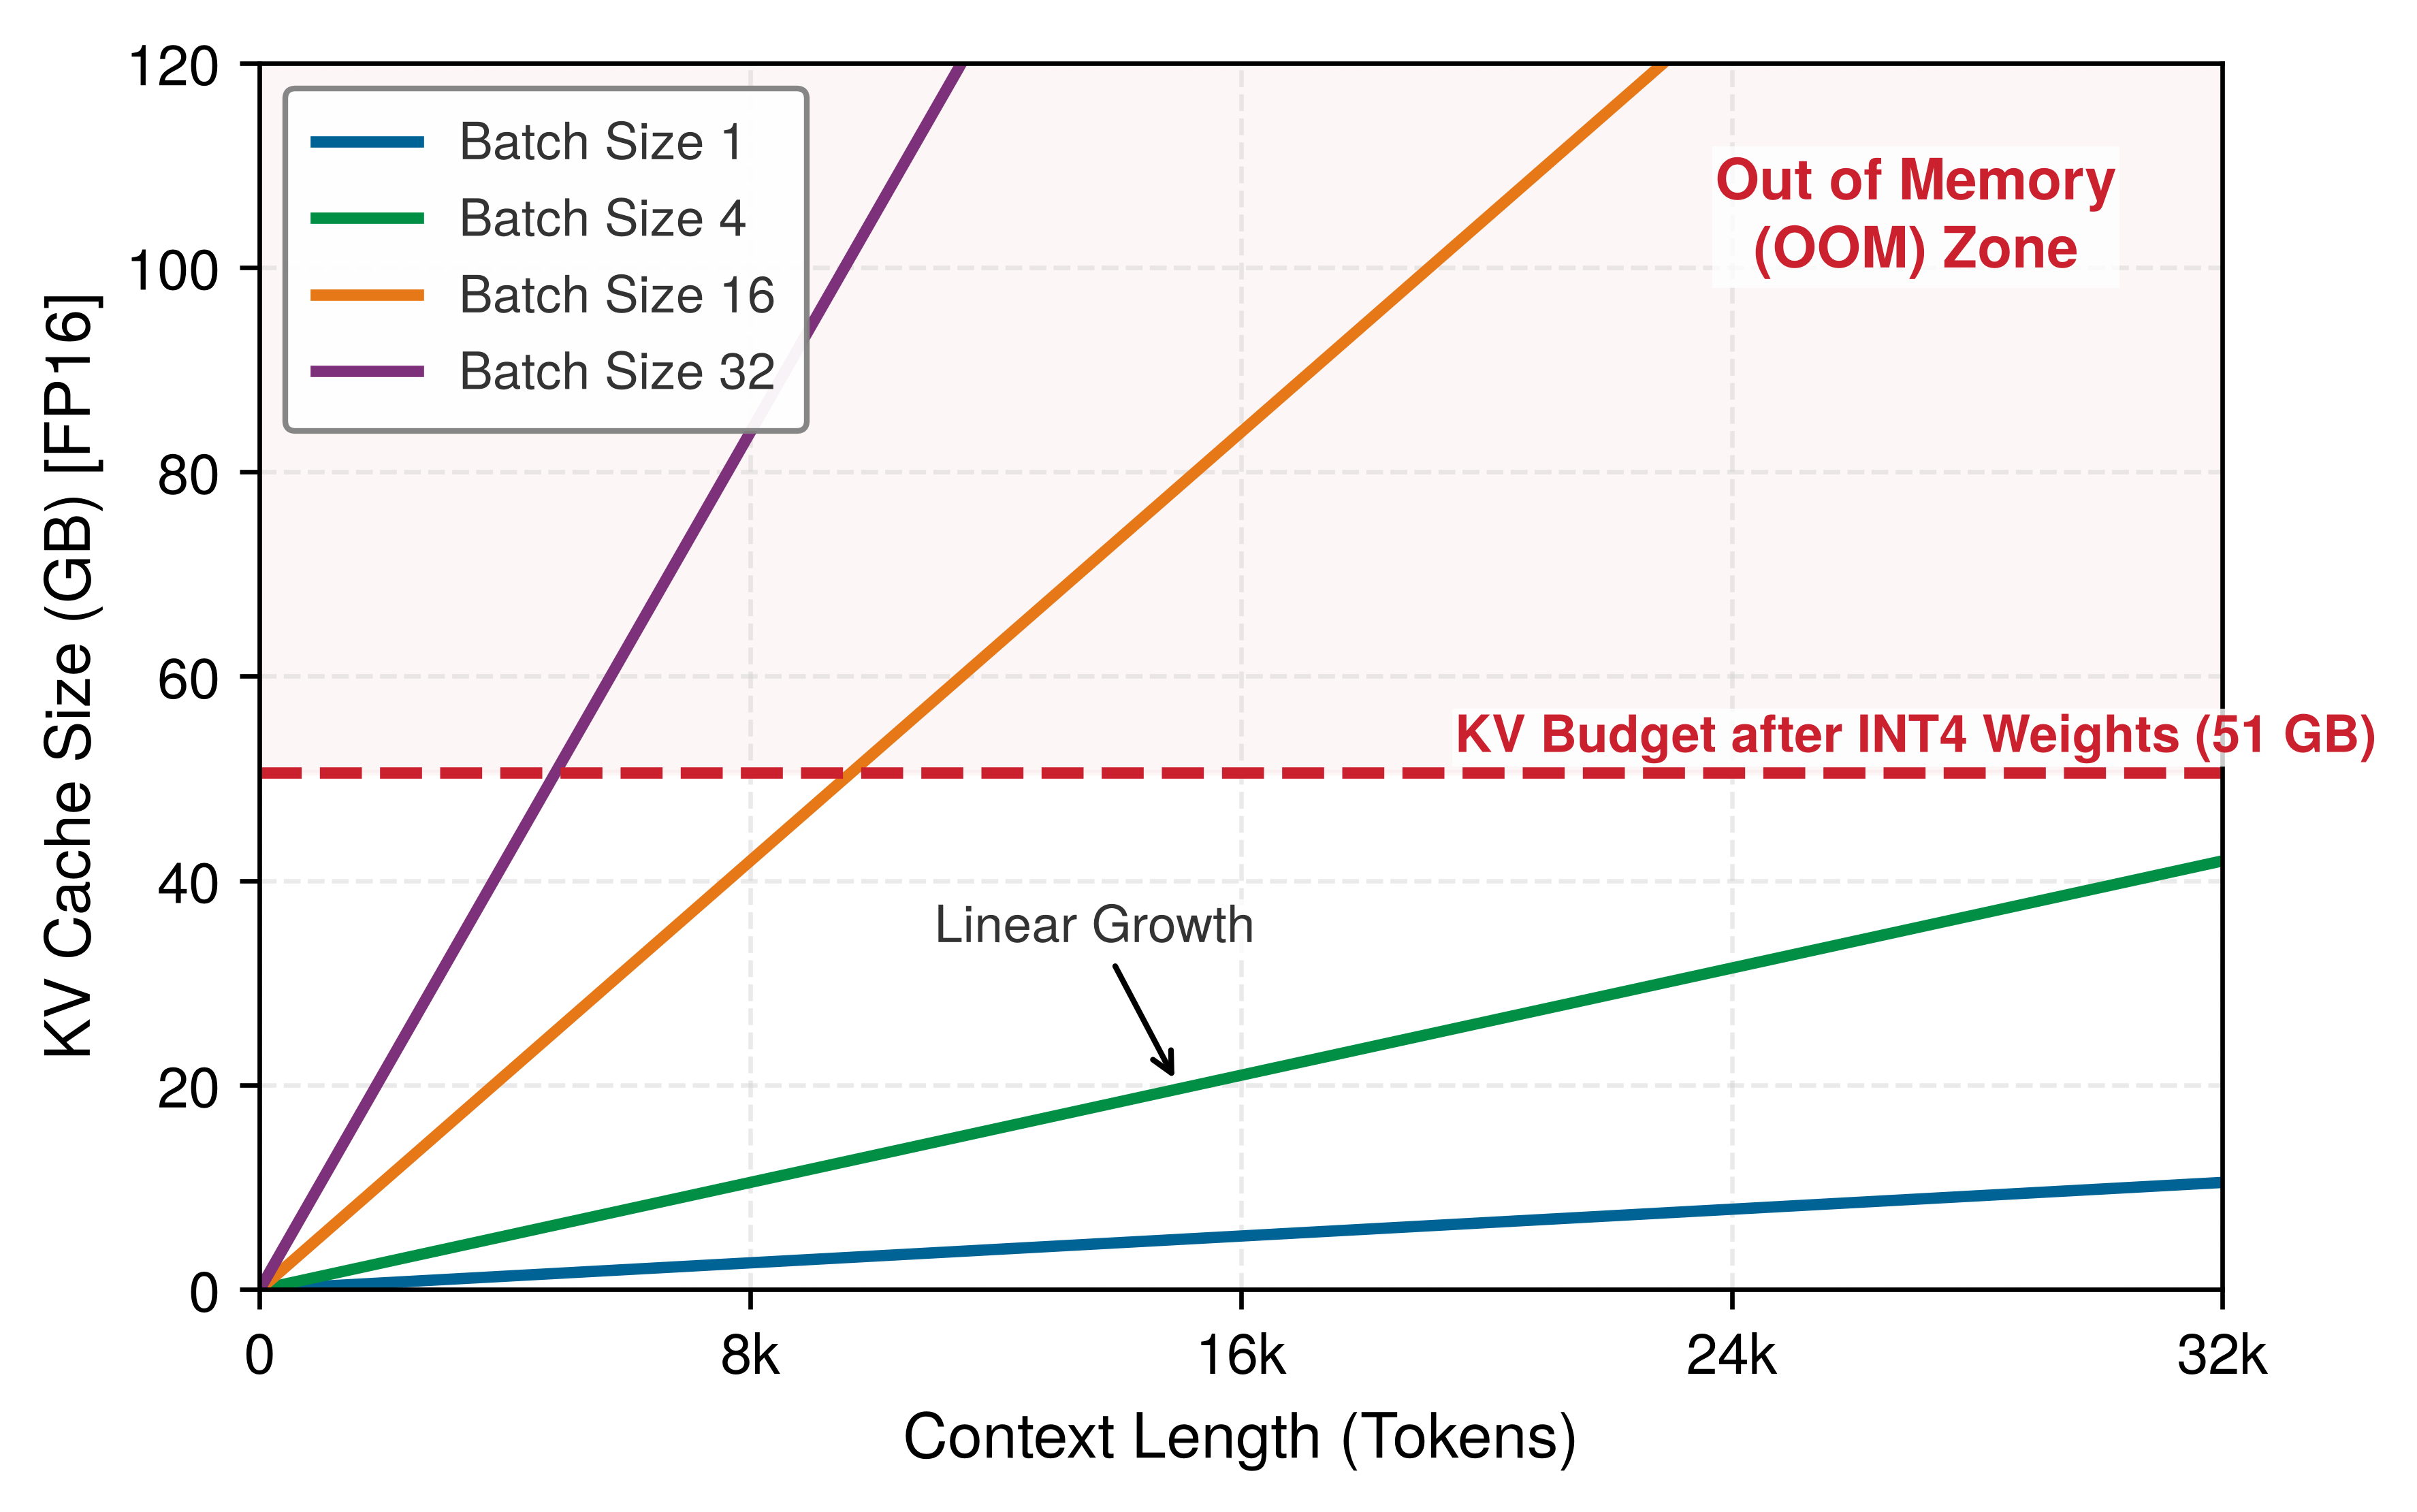 120
100
80
60
40
20
0
KV Cache Size (GB) [FP16]
Batch Size 1
Batch Size 4
Batch Size 16
Batch Size 32
Out of Memory
(OOM) Zone
KV Budget after INT4 Weights (51 GB)
Linear Growth
0 8k 16k 24k 32k
Context Length (Tokens)